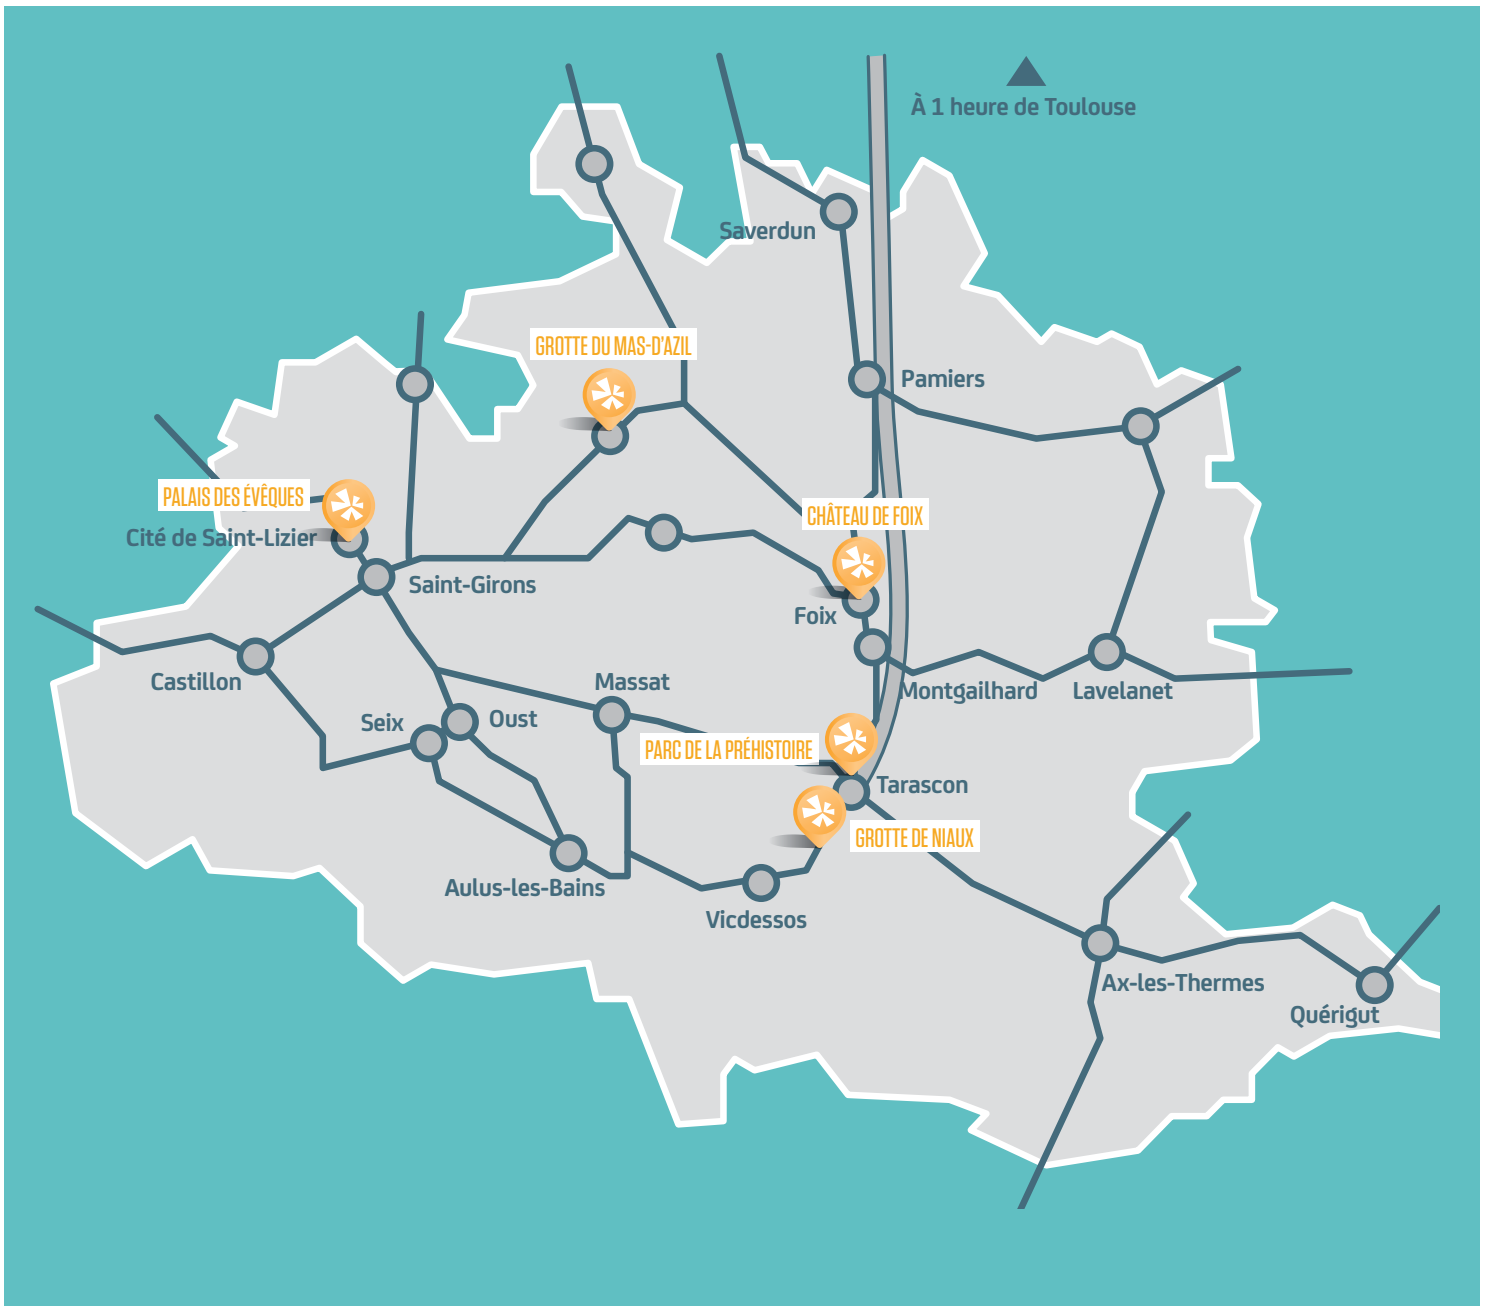 À 1 heure de Toulouse
Saverdun
GROTTE DU MAS-D'AZIL
Pamiers
PALAIS DES ÉVÊQUES
CHÂTEAU DE FOIX
Cité de Saint-Lizier
Saint-Girons
Foix
Castillon
Massat
Montgailhard
Lavelanet
Seix
Oust
PARC DE LA PRÉHISTOIRE
Tarascon
GROTTE DE NIAUX
Aulus-les-Bains
Vicdessos
Ax-les-Thermes
Quérigut